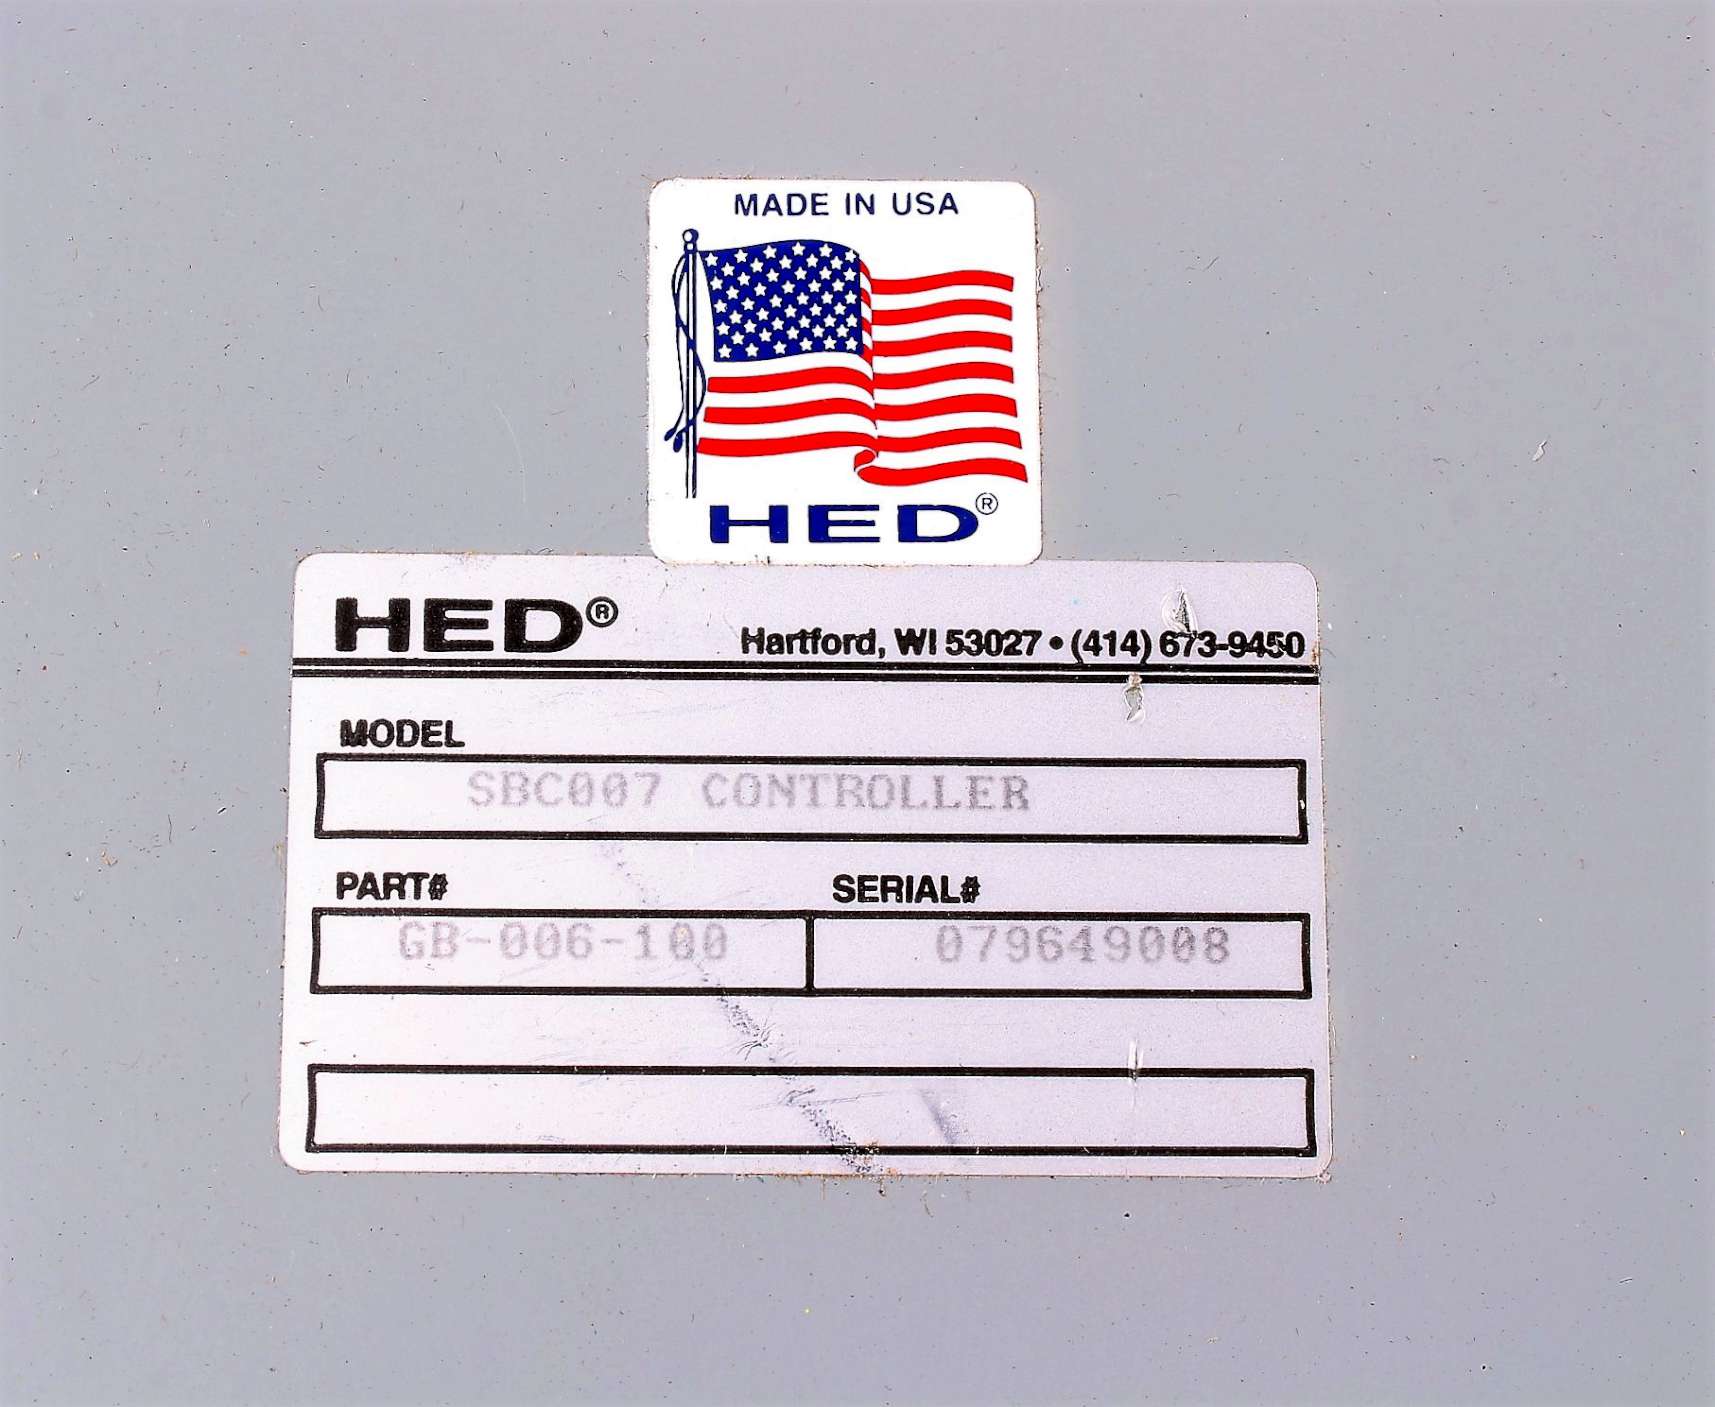 MADE IN USA
HED®
HED®
Hartford, WI 53027 • (414) 673-9450
MODEL
SBC007 CONTROLLER
PART# SERIAL#
GB-006-100 079649008